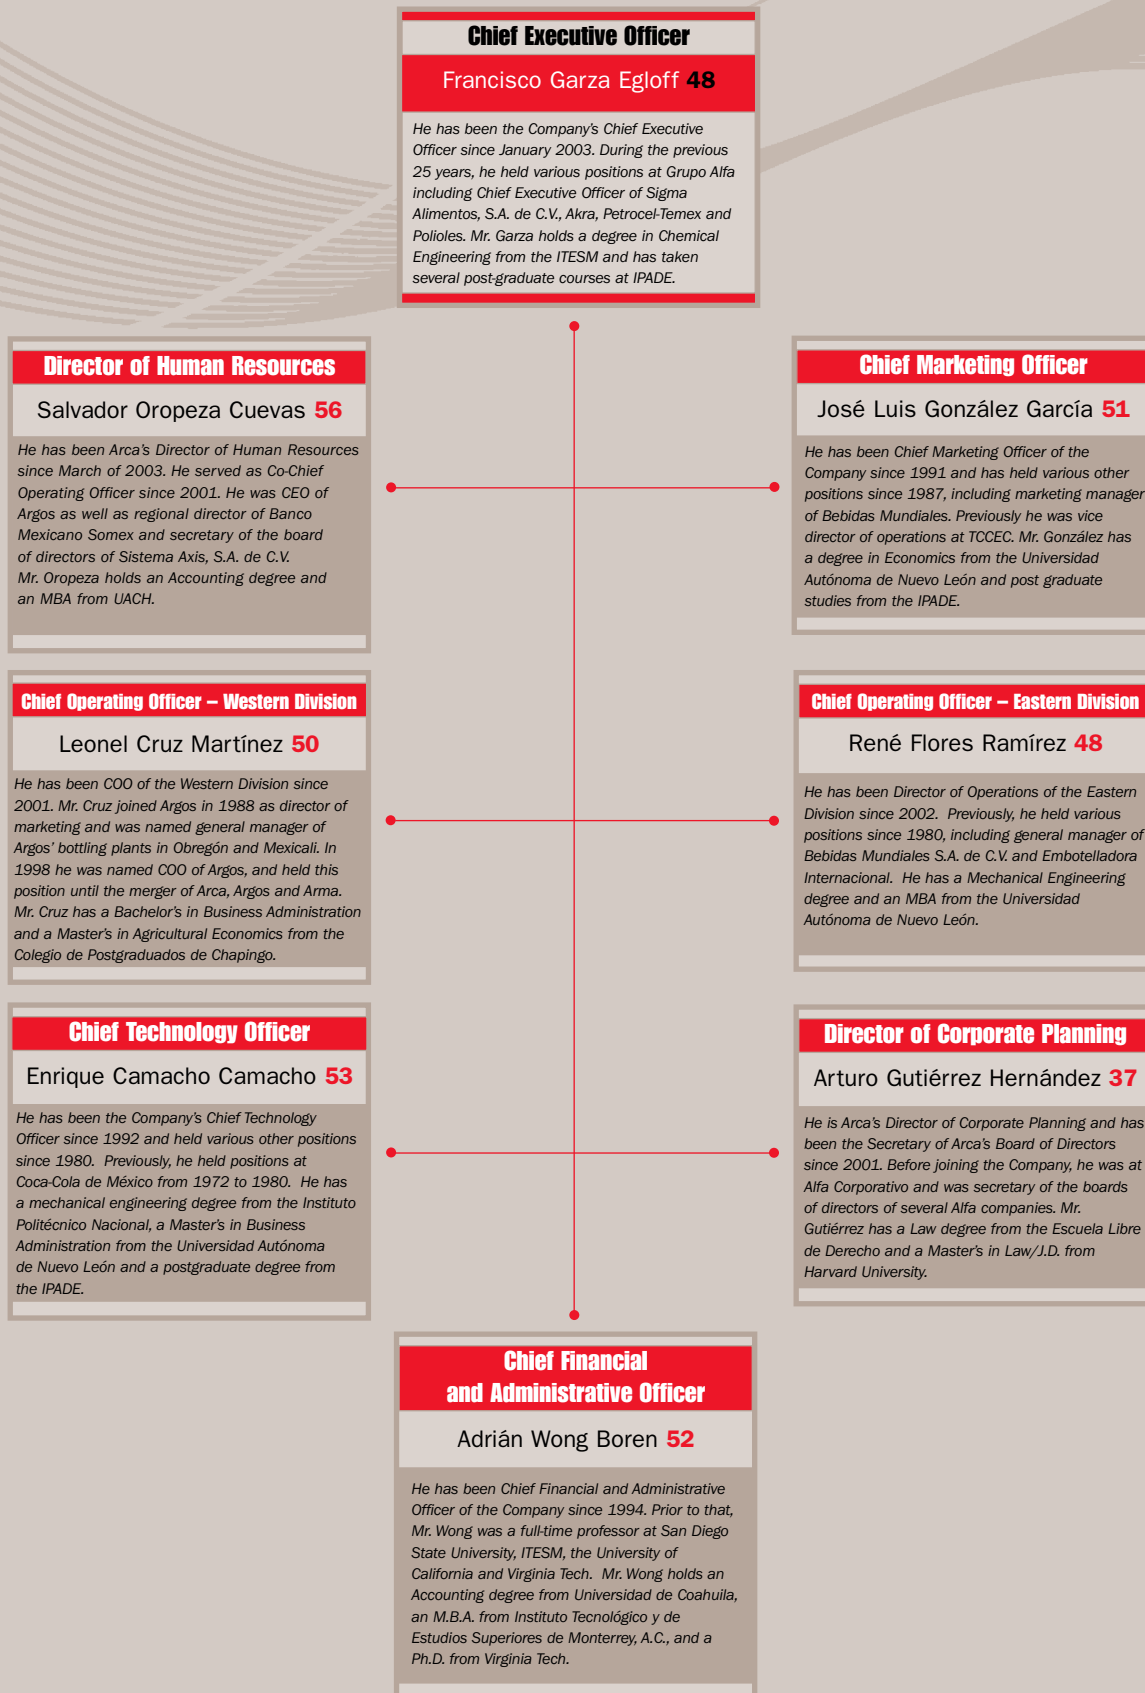 Chief Executive Officer
Francisco Garza Egloff 48
He has been the Company's Chief Executive
Officer since January 2003. During the previous
25 years, he held various positions at Grupo Alfa
including Chief Executive Officer of Sigma
Alimentos, S.A. de C.V., Akra, Petrocel-Temex and
Polioles. Mr. Garza holds a degree in Chemical
Engineering from the ITESM and has taken
several post-graduate courses at IPADE.
Director of Human Resources
Salvador Oropeza Cuevas 56
He has been Arca's Director of Human Resources
since March of 2003. He served as Co-Chief
Operating Officer since 2001. He was CEO of
Argos as well as regional director of Banco
Mexicano Somex and secretary of the board
of directors of Sistema Axis, S.A. de C.V.
Mr. Oropeza holds an Accounting degree and
an MBA from UACH.
Chief Marketing Officer
José Luis González García 51
He has been Chief Marketing Officer of the
Company since 1991 and has held various other
positions since 1987, including marketing manager
of Bebidas Mundiales. Previously he was vice
director of operations at TCCEC. Mr. González has
a degree in Economics from the Universidad
Autónoma de Nuevo León and post graduate
studies from the IPADE.
Chief Operating Officer – Western Division
Leonel Cruz Martínez 50
He has been COO of the Western Division since
2001. Mr. Cruz joined Argos in 1988 as director of
marketing and was named general manager of
Argos' bottling plants in Obregón and Mexicali. In
1998 he was named COO of Argos, and held this
position until the merger of Arca, Argos and Arma.
Mr. Cruz has a Bachelor's in Business Administration
and a Master's in Agricultural Economics from the
Colegio de Postgraduados de Chapingo.
Chief Operating Officer – Eastern Division
René Flores Ramírez 48
He has been Director of Operations of the Eastern
Division since 2002. Previously, he held various
positions since 1980, including general manager of
Bebidas Mundiales S.A. de C.V. and Embotelladora
Internacional. He has a Mechanical Engineering
degree and an MBA from the Universidad
Autónoma de Nuevo León.
Chief Technology Officer
Enrique Camacho Camacho 53
He has been the Company's Chief Technology
Officer since 1992 and held various other positions
since 1980. Previously, he held positions at
Coca-Cola de México from 1972 to 1980. He has
a mechanical engineering degree from the Instituto
Politécnico Nacional, a Master's in Business
Administration from the Universidad Autónoma
de Nuevo León and a postgraduate degree from
the IPADE.
Director of Corporate Planning
Arturo Gutiérrez Hernández 37
He is Arca's Director of Corporate Planning and has
been the Secretary of Arca's Board of Directors
since 2001. Before joining the Company, he was at
Alfa Corporativo and was secretary of the boards
of directors of several Alfa companies. Mr.
Gutiérrez has a Law degree from the Escuela Libre
de Derecho and a Master's in Law/J.D. from
Harvard University.
Chief Financial
and Administrative Officer
Adrián Wong Boren 52
He has been Chief Financial and Administrative
Officer of the Company since 1994. Prior to that,
Mr. Wong was a full-time professor at San Diego
State University, ITESM, the University of
California and Virginia Tech. Mr. Wong holds an
Accounting degree from Universidad de Coahuila,
an M.B.A. from Instituto Tecnológico y de
Estudios Superiores de Monterrey, A.C., and a
Ph.D. from Virginia Tech.